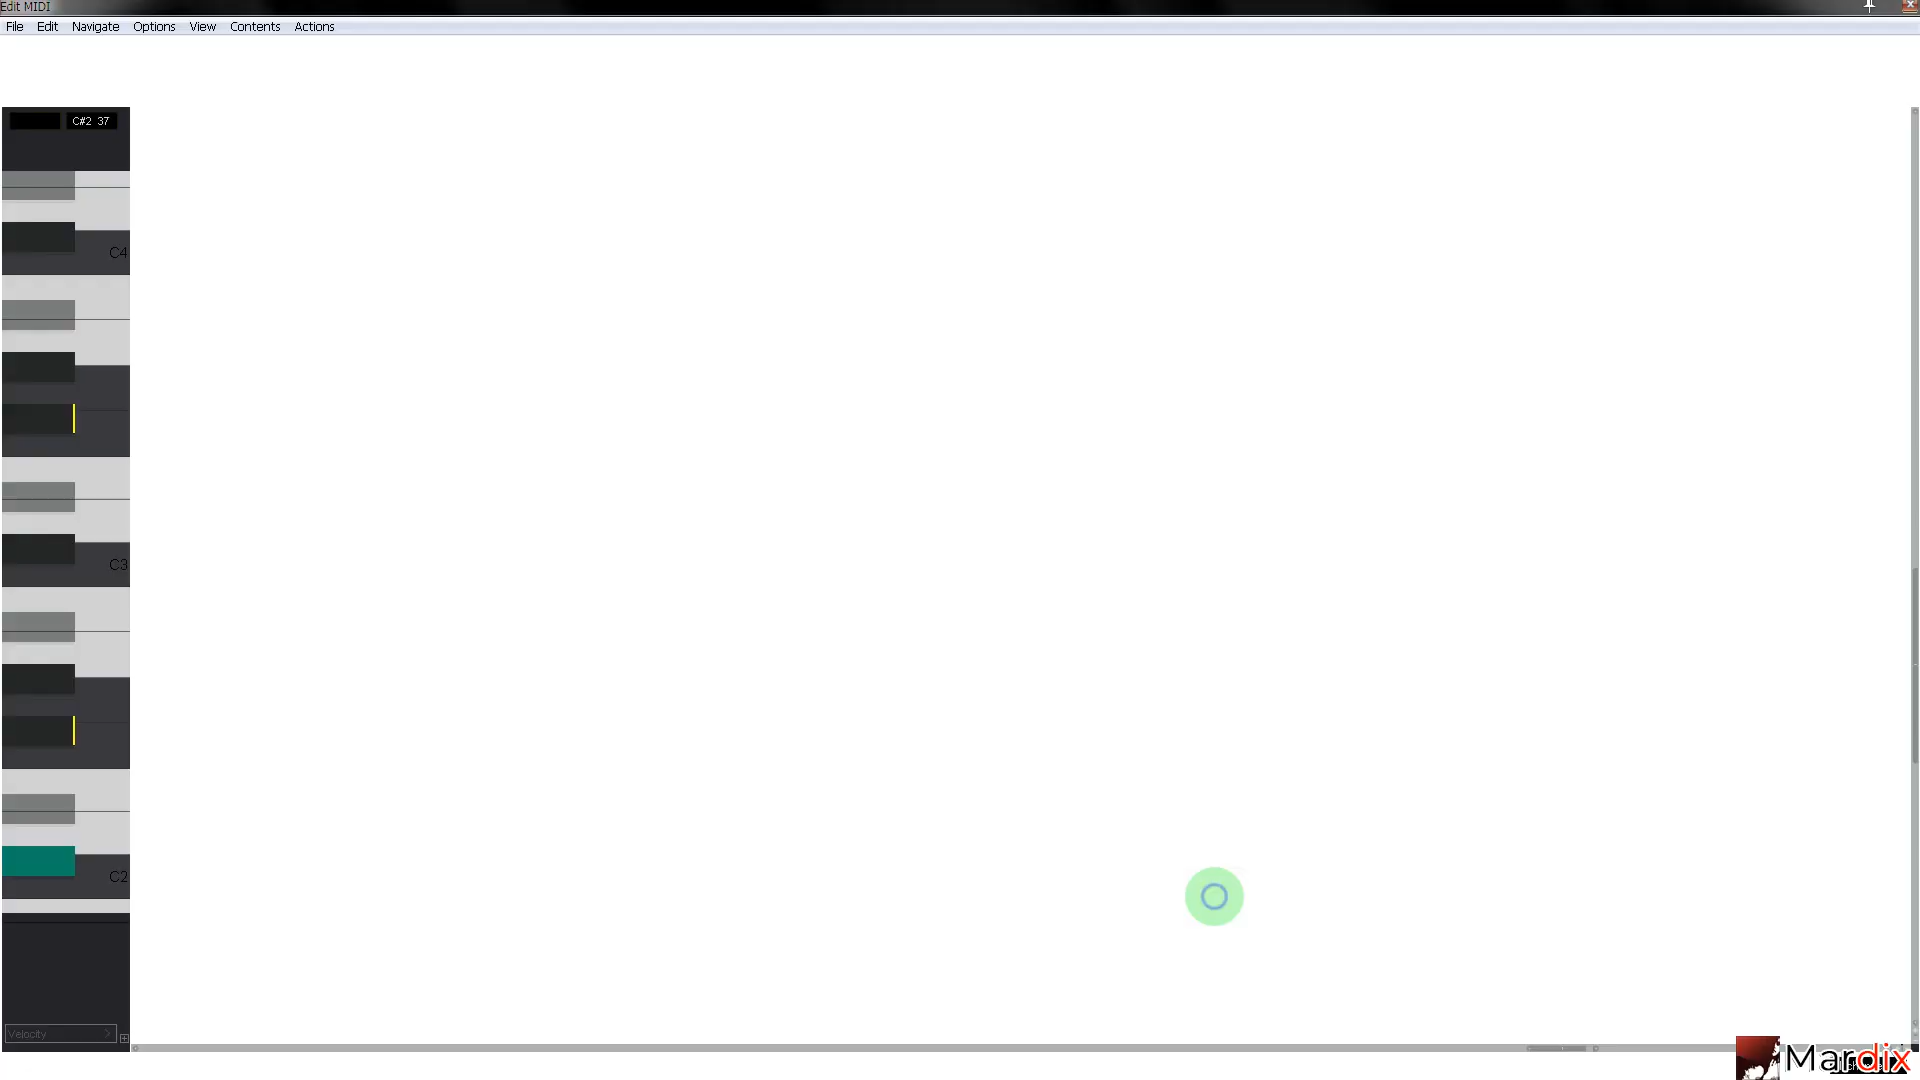 Edit MIDI
File Edit Navigate Options View Contents Actions
C#2 37
C4
C3
C2
Velocity
Mardix